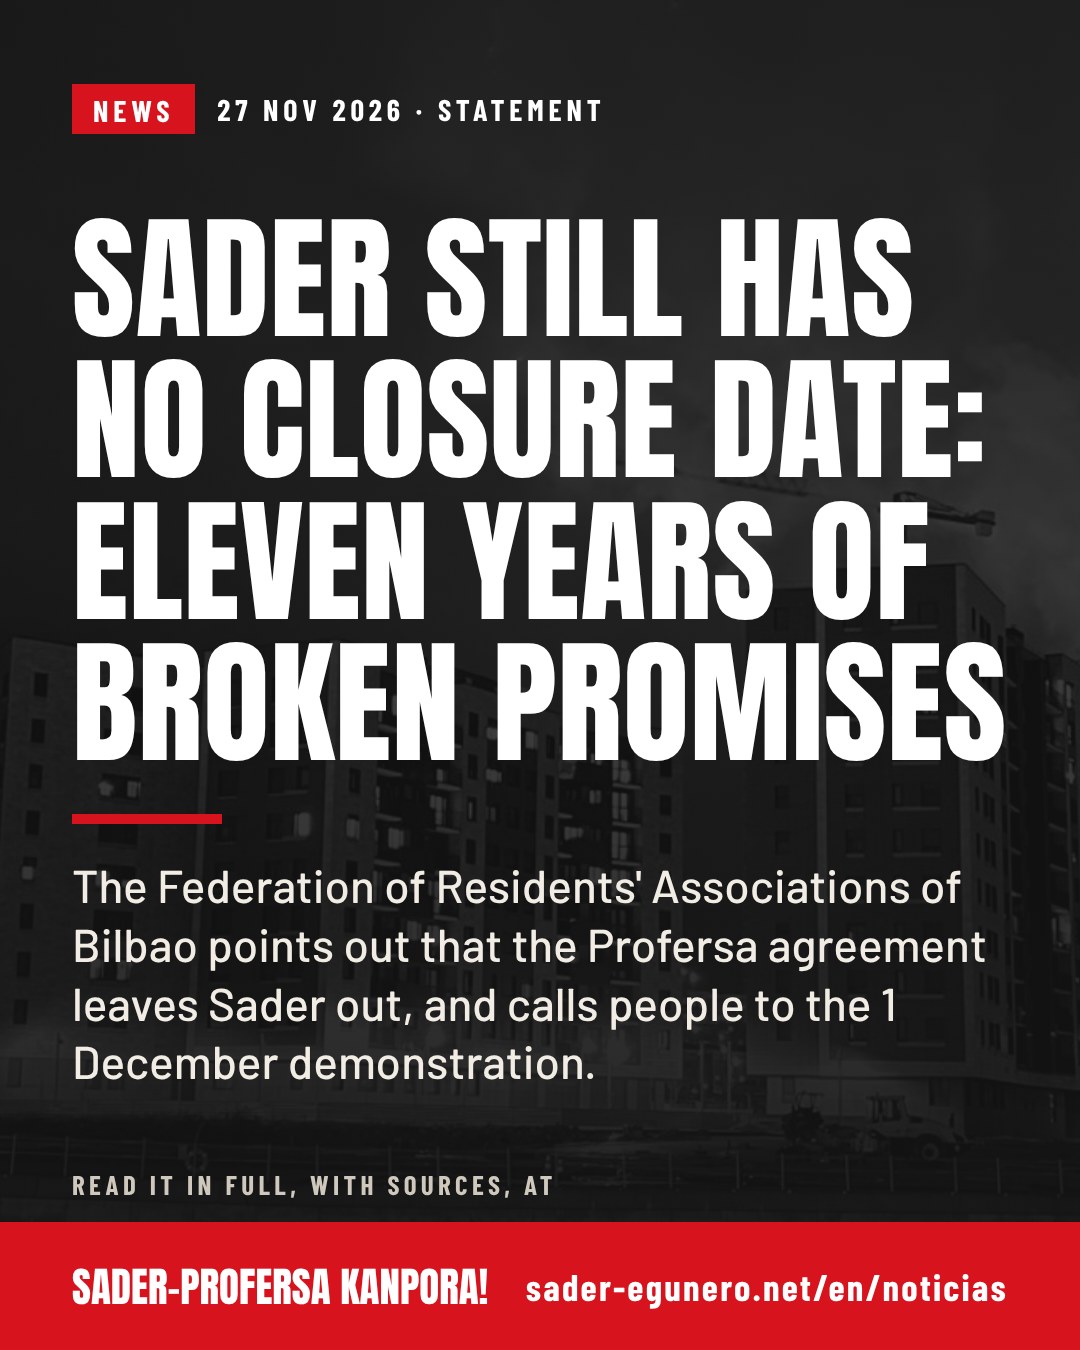 NEWS 27 NOV 2026 · STATEMENT
SADER STILL HAS
NO CLOSURE DATE:
ELEVEN YEARS OF
BROKEN PROMISES
The Federation of Residents' Associations of
Bilbao points out that the Profersa agreement
leaves Sader out, and calls people to the 1
December demonstration.
READ IT IN FULL, WITH SOURCES, AT
SADER-PROFERSA KANPORA! sader-egunero.net/en/noticias